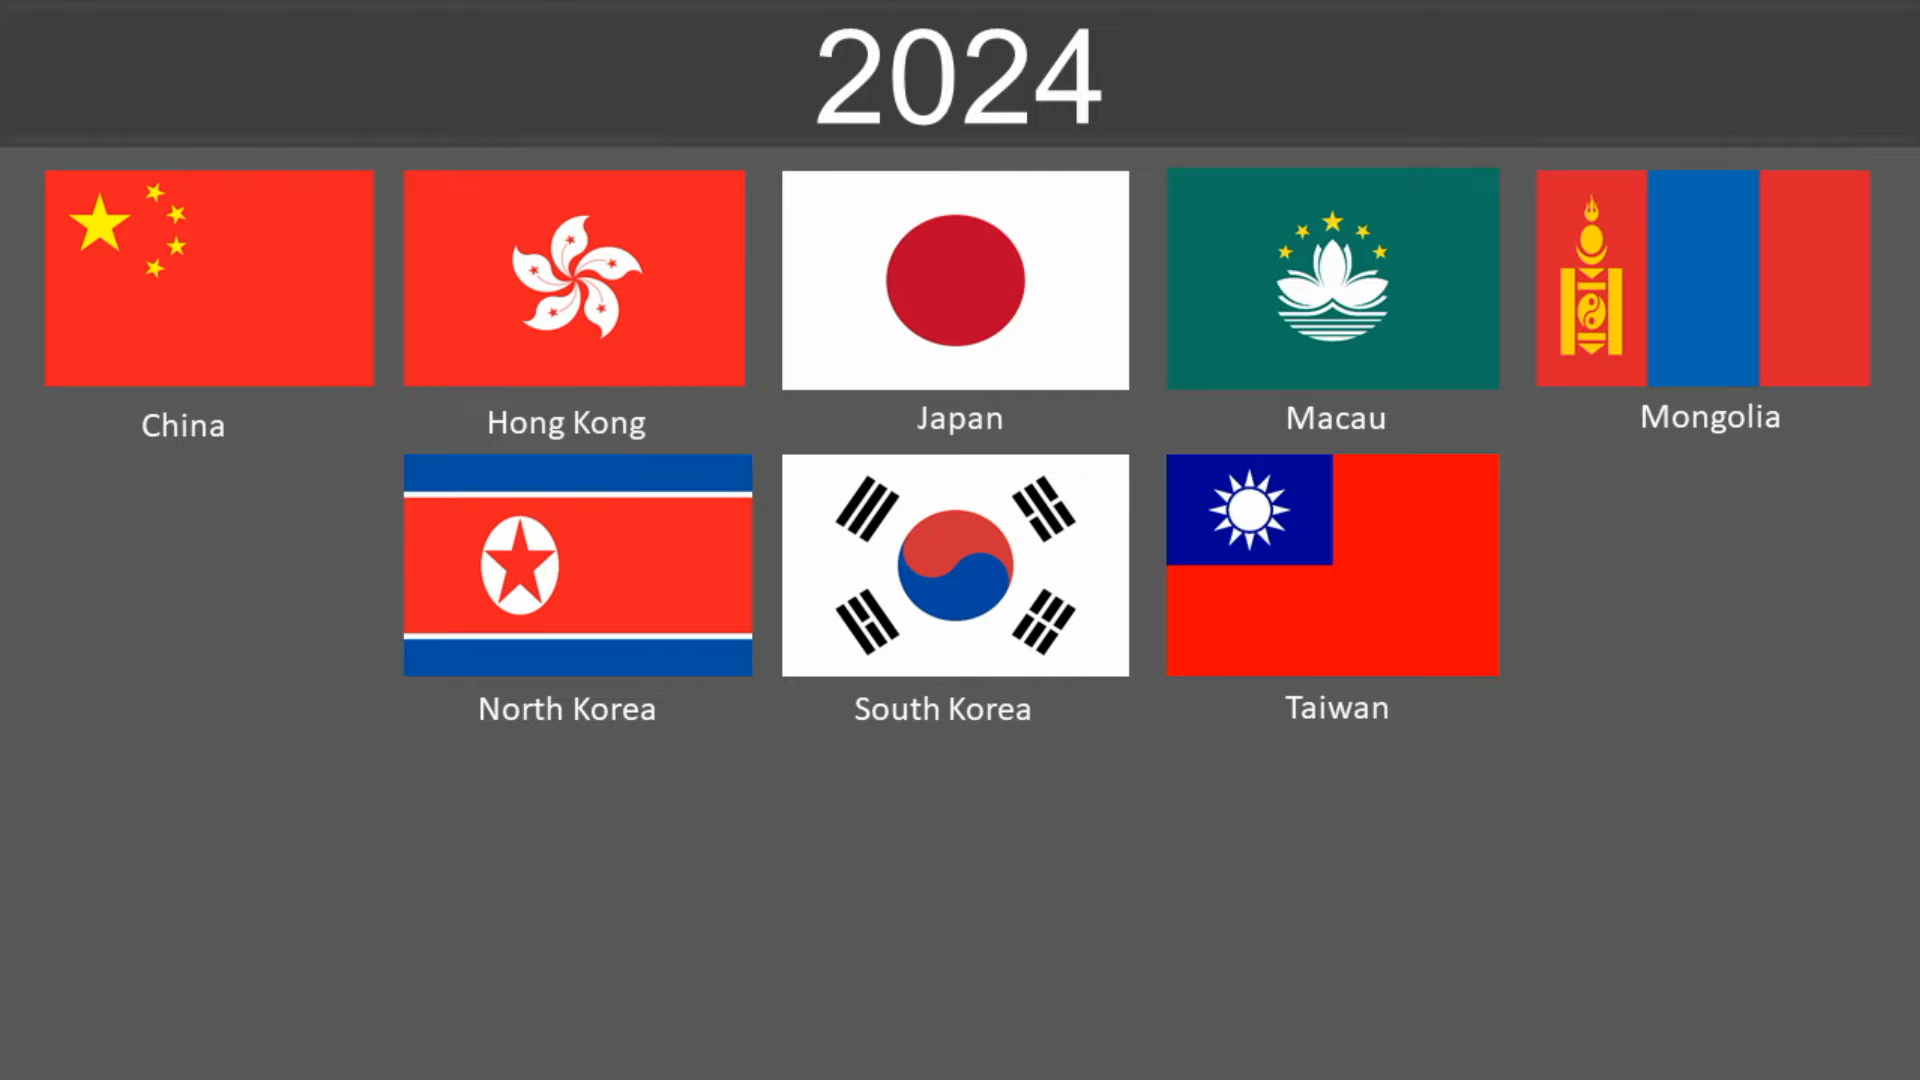 2024
China
Hong Kong
Japan
Macau
Mongolia
North Korea
South Korea
Taiwan